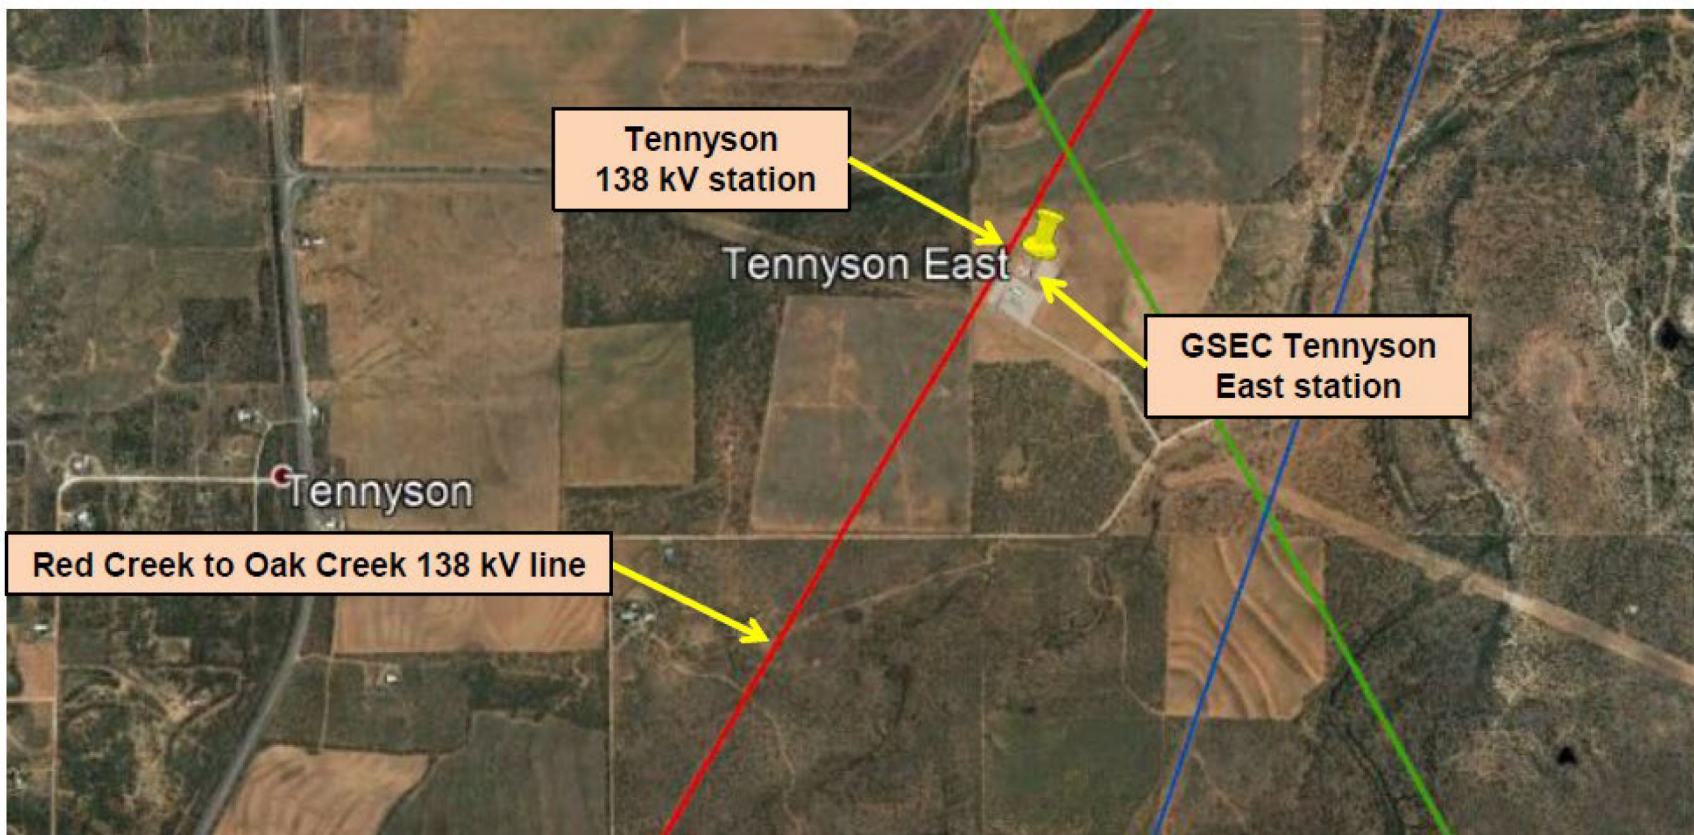 Tennyson
138 kV station
Tennyson East
GSEC Tennyson
East station
Tennyson
Red Creek to Oak Creek 138 kV line